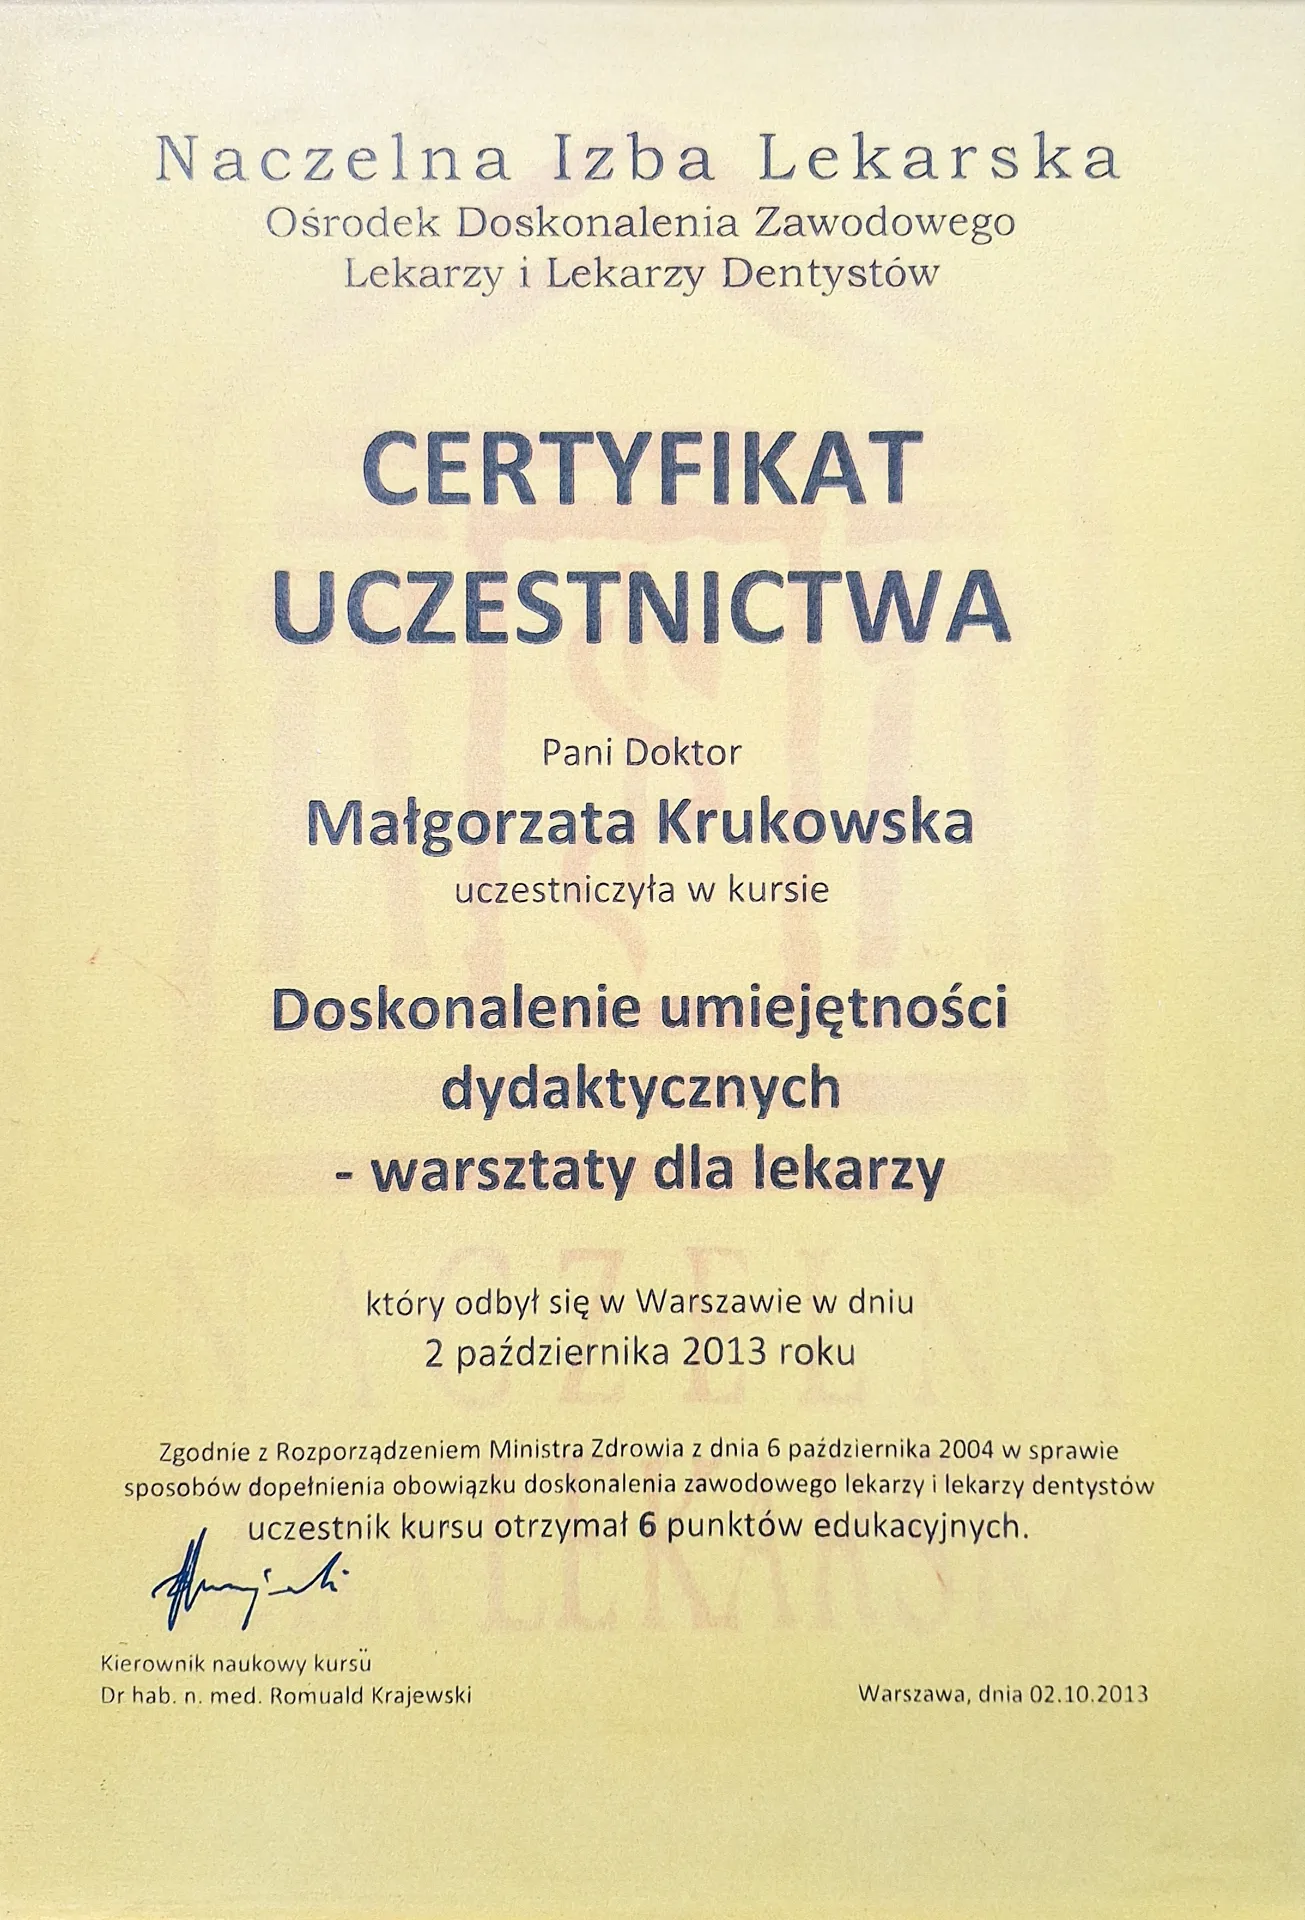 Naczelna Izba Lekarska
Ośrodek Doskonalenia Zawodowego
Lekarzy i Lekarzy Dentystów
CERTYFIKAT
UCZESTNICTWA
Pani Doktor
Małgorzata Krukowska
uczestniczyła w kursie
Doskonalenie umiejętności
dydaktycznych
- warsztaty dla lekarzy
który odbył się w Warszawie w dniu
2 października 2013 roku
Zgodnie z Rozporządzeniem Ministra Zdrowia z dnia 6 października 2004 w sprawie
sposobów dopełnienia obowiązku doskonalenia zawodowego lekarzy i lekarzy dentystów
uczestnik kursu otrzymał 6 punktów edukacyjnych.
Kierownik naukowy kursu
Dr hab. n. med. Romuald Krajewski
Warszawa, dnia 02.10.2013
NACZELNA